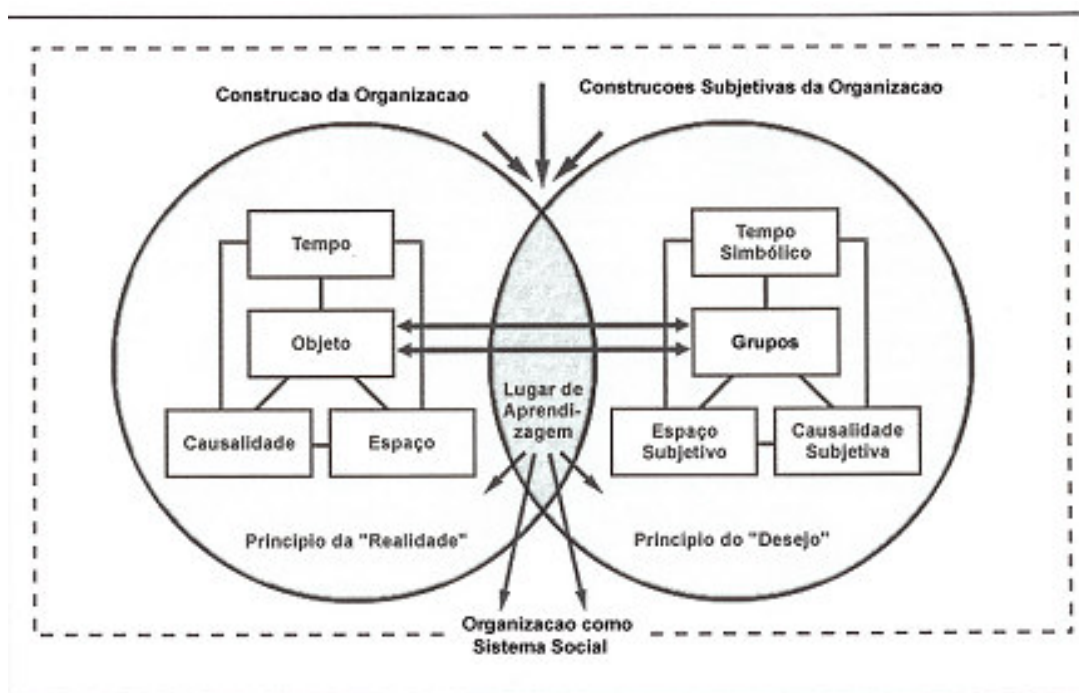 Construcao da Organizacao
Construcoes Subjetivas da Organizacao
Tempo
Objeto
Causalidade
Espaço
Tempo
Simbólico
Grupos
Espaço
Subjetivo
Causalidade
Subjetiva
Lugar de
Aprendi-
zagem
Principio da "Realidade"
Principio do "Desejo"
Organizacao como
Sistema Social